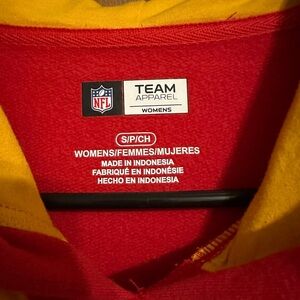 NFL
TEAM
APPAREL
WOMENS
S/P/CH
WOMENS/FEMMES/MUJERES
MADE IN INDONESIA
FABRIQUÉ EN INDONÉSIE
HECHO EN INDONESIA